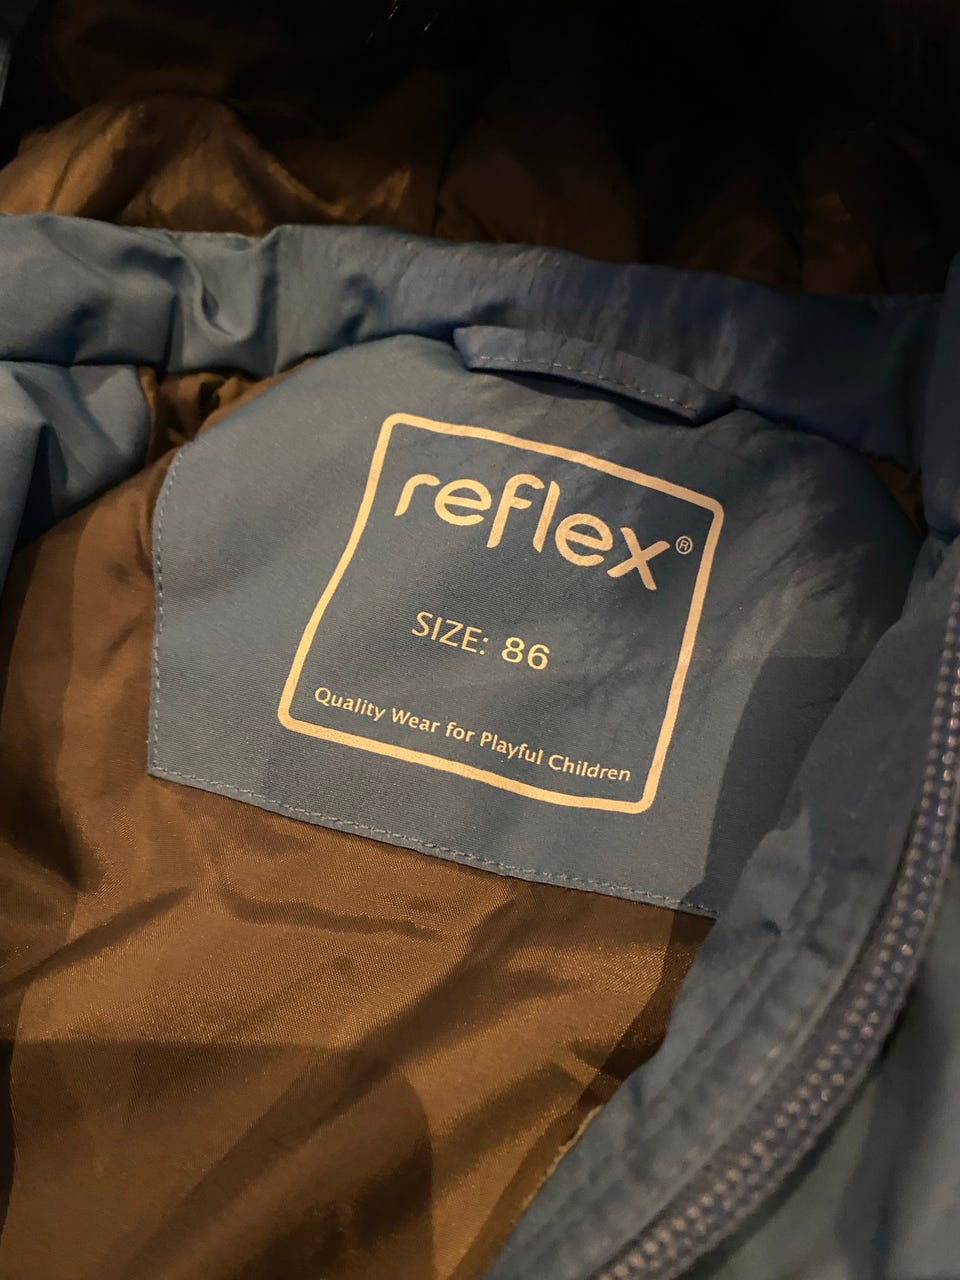 reflex®
SIZE: 86
Quality Wear for Playful Children